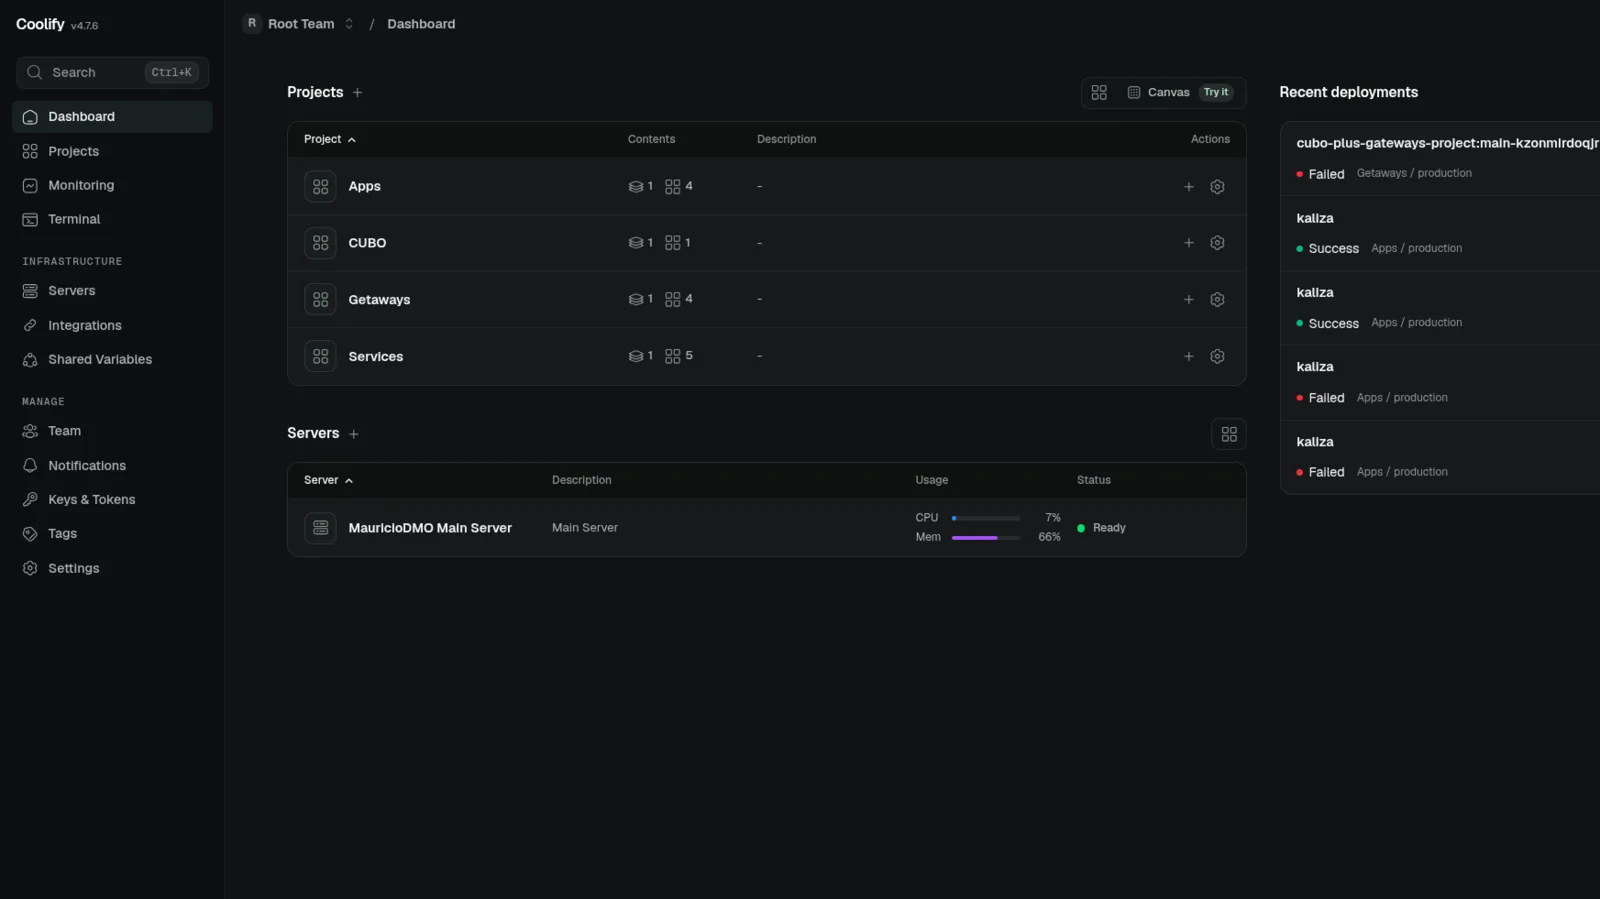 Coolify v4.7.6
Search Ctrl+K
Dashboard
Projects
Monitoring
Terminal
INFRASTRUCTURE
Servers
Integrations
Shared Variables
MANAGE
Team
Notifications
Keys & Tokens
Tags
Settings
R Root Team / Dashboard
Projects +
Canvas Try it
Project Contents Description Actions
Apps 1 4 -
CUBO 1 1 -
Getaways 1 4 -
Services 1 5 -
Servers +
Server Description Usage Status
MauricioDMO Main Server Main Server CPU 7% Mem 66% Ready
Recent deployments
cubo-plus-gateways-project:main-kzonmirdoqjr
Failed Getaways / production
kaliza
Success Apps / production
kaliza
Success Apps / production
kaliza
Failed Apps / production
kaliza
Failed Apps / production